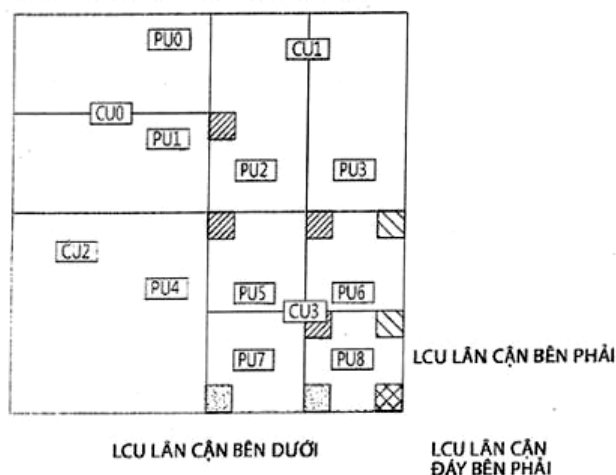 PU0
CU1
CU0
PU1
PU2
PU3
CU2
PU4
PU5
PU6
CU3
PU7
PU8
LCU LÂN CẬN BÊN PHẢI
LCU LÂN CẬN BÊN DƯỚI
LCU LÂN CẬN
ĐÁY BÊN PHẢI